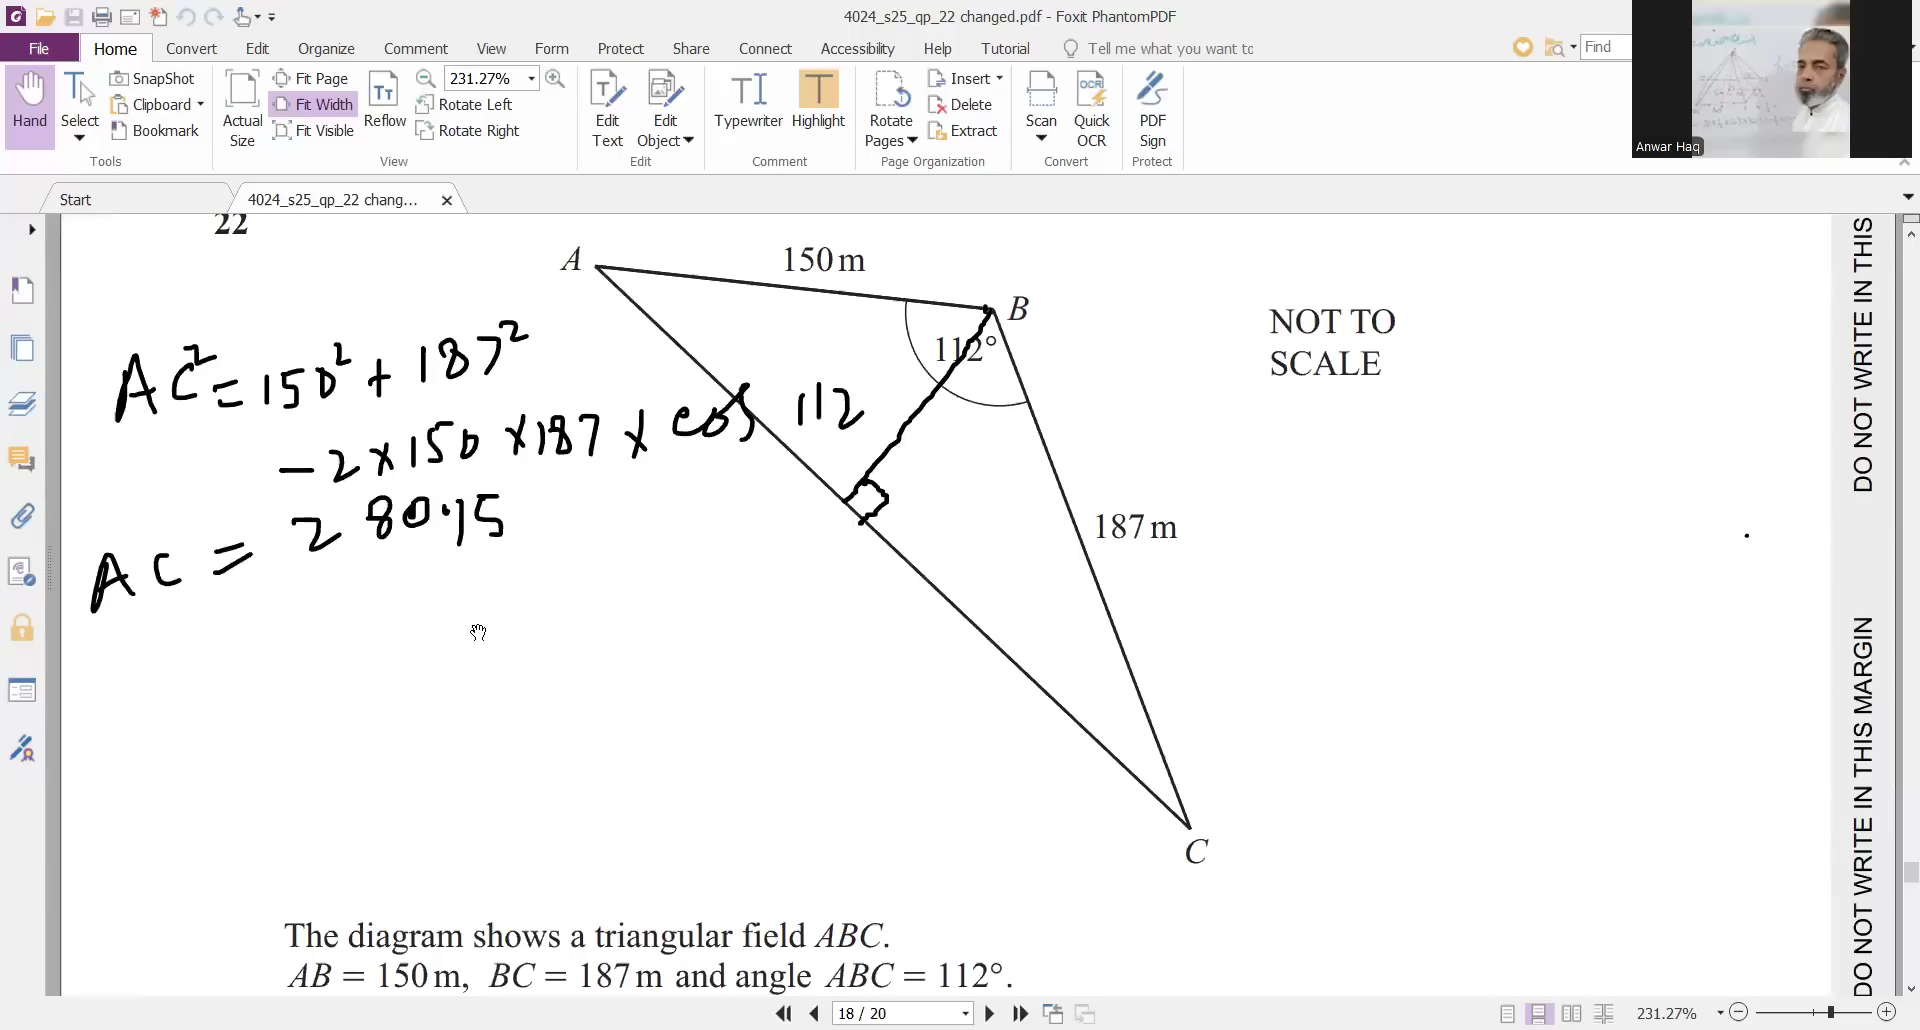 4024_s25_qp_22 changed.pdf - Foxit PhantomPDF
File Home Convert Edit Organize Comment View Form Protect Share Connect Accessibility Help Tutorial Tell me what you want to Find
Hand
Select
SnapShot
Clipboard
Bookmark
Tools
Actual Size
Fit Page
Fit Width
Fit Visible
Reflow
231.27%
Rotate Left
Rotate Right
View
Edit Text
Edit Object
Edit
Typewriter
Highlight
Comment
Rotate Pages
Insert
Delete
Extract
Page Organization
Scan
Quick OCR
Convert
PDF Sign
Protect
Anwar Haq
Start
4024_s25_qp_22 chang...
22
A
150 m
B
112°
NOT TO
SCALE
187 m
C
AC² = 150² + 187²
- 2 × 150 × 187 × cos 112
AC = 280.15
The diagram shows a triangular field ABC.
AB = 150 m, BC = 187 m and angle ABC = 112°.
DO NOT WRITE IN THIS
DO NOT WRITE IN THIS MARGIN
18 / 20
231.27%